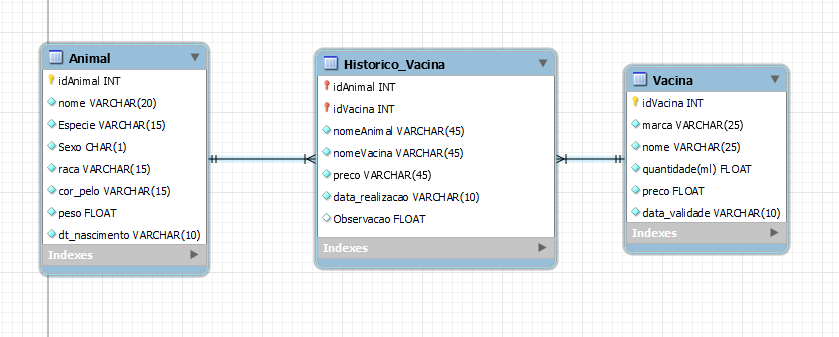 Animal
idAnimal INT
nome VARCHAR(20)
Especie VARCHAR(15)
Sexo CHAR(1)
raca VARCHAR(15)
cor_pelo VARCHAR(15)
peso FLOAT
dt_nascimento VARCHAR(10)
Indexes
Historico_Vacina
idAnimal INT
idVacina INT
nomeAnimal VARCHAR(45)
nomeVacina VARCHAR(45)
preco VARCHAR(45)
data_realizacao VARCHAR(10)
Observacao FLOAT
Indexes
Vacina
idVacina INT
marca VARCHAR(25)
nome VARCHAR(25)
quantidade(ml) FLOAT
preco FLOAT
data_validade VARCHAR(10)
Indexes